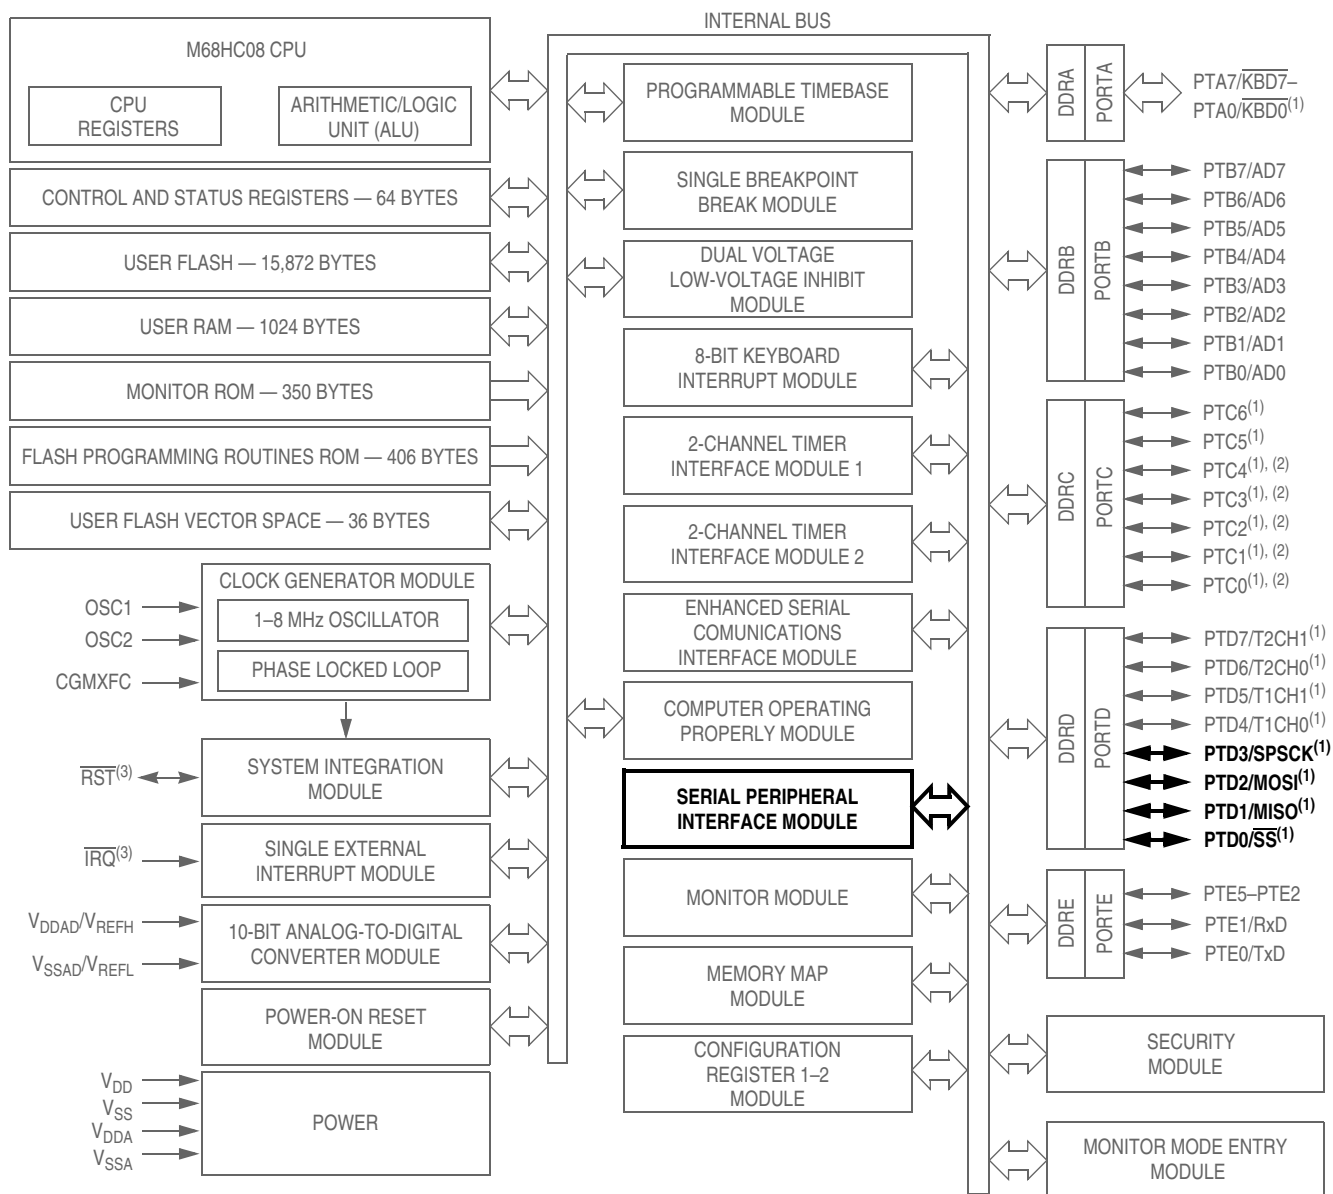 INTERNAL BUS
M68HC08 CPU
CPU
REGISTERS
ARITHMETIC/LOGIC
UNIT (ALU)
CONTROL AND STATUS REGISTERS — 64 BYTES
USER FLASH — 15,872 BYTES
USER RAM — 1024 BYTES
MONITOR ROM — 350 BYTES
FLASH PROGRAMMING ROUTINES ROM — 406 BYTES
USER FLASH VECTOR SPACE — 36 BYTES
CLOCK GENERATOR MODULE
1–8 MHz OSCILLATOR
PHASE LOCKED LOOP
OSC1
OSC2
CGMXFC
SYSTEM INTEGRATION
MODULE
R̅S̅T̅(3)
SINGLE EXTERNAL
INTERRUPT MODULE
I̅R̅Q̅(3)
10-BIT ANALOG-TO-DIGITAL
CONVERTER MODULE
VDDAD/VREFH
VSSAD/VREFL
POWER-ON RESET
MODULE
POWER
VDD
VSS
VDDA
VSSA
PROGRAMMABLE TIMEBASE
MODULE
SINGLE BREAKPOINT
BREAK MODULE
DUAL VOLTAGE
LOW-VOLTAGE INHIBIT
MODULE
8-BIT KEYBOARD
INTERRUPT MODULE
2-CHANNEL TIMER
INTERFACE MODULE 1
2-CHANNEL TIMER
INTERFACE MODULE 2
ENHANCED SERIAL
COMUNICATIONS
INTERFACE MODULE
COMPUTER OPERATING
PROPERLY MODULE
SERIAL PERIPHERAL
INTERFACE MODULE
MONITOR MODULE
MEMORY MAP
MODULE
CONFIGURATION
REGISTER 1–2
MODULE
DDRA
PORTA
PTA7/K̅B̅D̅7̅–
PTA0/K̅B̅D̅0̅(1)
DDRB
PORTB
PTB7/AD7
PTB6/AD6
PTB5/AD5
PTB4/AD4
PTB3/AD3
PTB2/AD2
PTB1/AD1
PTB0/AD0
DDRC
PORTC
PTC6(1)
PTC5(1)
PTC4(1), (2)
PTC3(1), (2)
PTC2(1), (2)
PTC1(1), (2)
PTC0(1), (2)
DDRD
PORTD
PTD7/T2CH1(1)
PTD6/T2CH0(1)
PTD5/T1CH1(1)
PTD4/T1CH0(1)
PTD3/SPSCK(1)
PTD2/MOSI(1)
PTD1/MISO(1)
PTD0/S̅S̅(1)
DDRE
PORTE
PTE5–PTE2
PTE1/RxD
PTE0/TxD
SECURITY
MODULE
MONITOR MODE ENTRY
MODULE